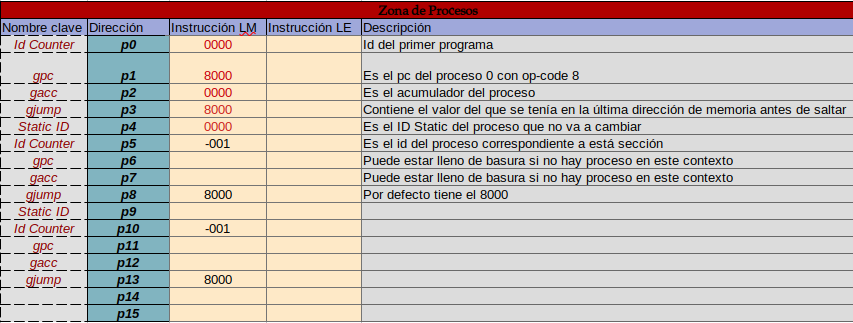 Zona de Procesos
Nombre clave Dirección Instrucción LM Instrucción LE Descripción
Id Counter p0 0000 Id del primer programa
gpc p1 8000 Es el pc del proceso 0 con op-code 8
gacc p2 0000 Es el acumulador del proceso
gjump p3 8000 Contiene el valor del que se tenía en la última dirección de memoria antes de saltar
Static ID p4 0000 Es el ID Static del proceso que no va a cambiar
Id Counter p5 -001 Es el id del proceso correspondiente a está sección
gpc p6 Puede estar lleno de basura si no hay proceso en este contexto
gacc p7 Puede estar lleno de basura si no hay proceso en este contexto
gjump p8 8000 Por defecto tiene el 8000
Static ID p9
Id Counter p10 -001
gpc p11
gacc p12
gjump p13 8000
p14
p15